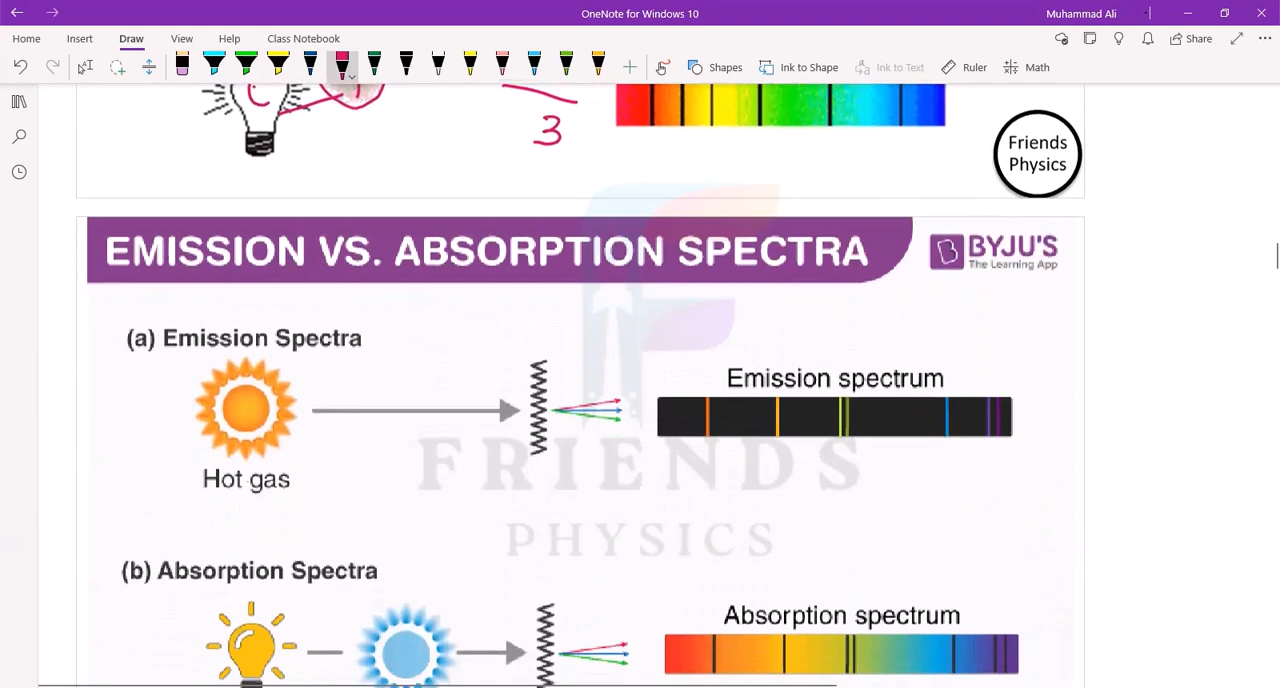 OneNote for Windows 10
Muhammad Ali
Home Insert Draw View Help Class Notebook
Share
Shapes Ink to Shape Ink to Text Ruler Math
3
Friends
Physics
EMISSION VS. ABSORPTION SPECTRA
BYJU'S
The Learning App
(a) Emission Spectra
Emission spectrum
Hot gas
FRIENDS
PHYSICS
(b) Absorption Spectra
Absorption spectrum